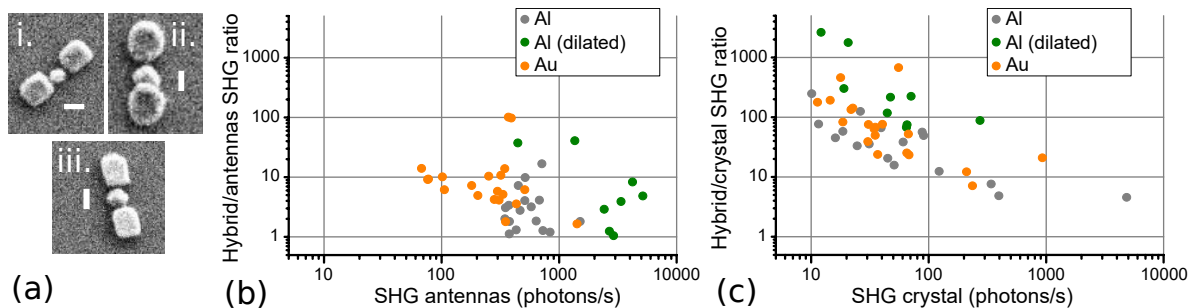 i.
ii.
iii.
(a)
Hybrid/antennas SHG ratio
1000
100
10
1
Al
Al (dilated)
Au
10 100 1000 10000
SHG antennas (photons/s)
(b)
Hybrid/crystal SHG ratio
1000
100
10
1
Al
Al (dilated)
Au
10 100 1000 10000
SHG crystal (photons/s)
(c)